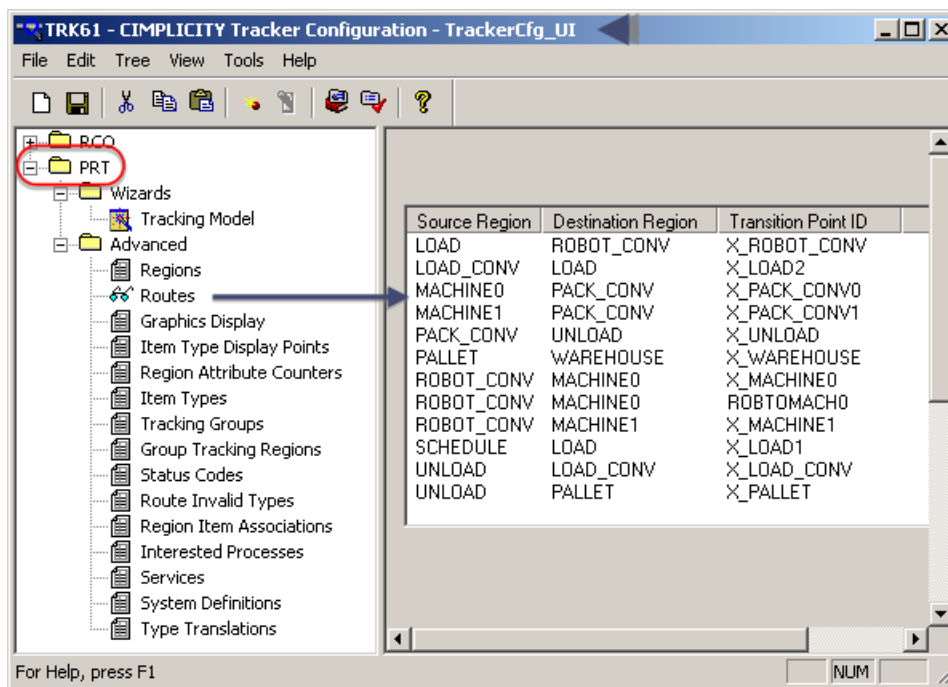 TRK61 - CIMPLICITY Tracker Configuration - TrackerCfg_UI
File Edit Tree View Tools Help
RCO
PRT
Wizards
Tracking Model
Advanced
Regions
Routes
Graphics Display
Item Type Display Points
Region Attribute Counters
Item Types
Tracking Groups
Group Tracking Regions
Status Codes
Route Invalid Types
Region Item Associations
Interested Processes
Services
System Definitions
Type Translations
Source Region Destination Region Transition Point ID
LOAD ROBOT_CONV X_ROBOT_CONV
LOAD_CONV LOAD X_LOAD2
MACHINE0 PACK_CONV X_PACK_CONV0
MACHINE1 PACK_CONV X_PACK_CONV1
PACK_CONV UNLOAD X_UNLOAD
PALLET WAREHOUSE X_WAREHOUSE
ROBOT_CONV MACHINE0 X_MACHINE0
ROBOT_CONV MACHINE0 ROBTOMACH0
ROBOT_CONV MACHINE1 X_MACHINE1
SCHEDULE LOAD X_LOAD1
UNLOAD LOAD_CONV X_LOAD_CONV
UNLOAD PALLET X_PALLET
For Help, press F1
NUM